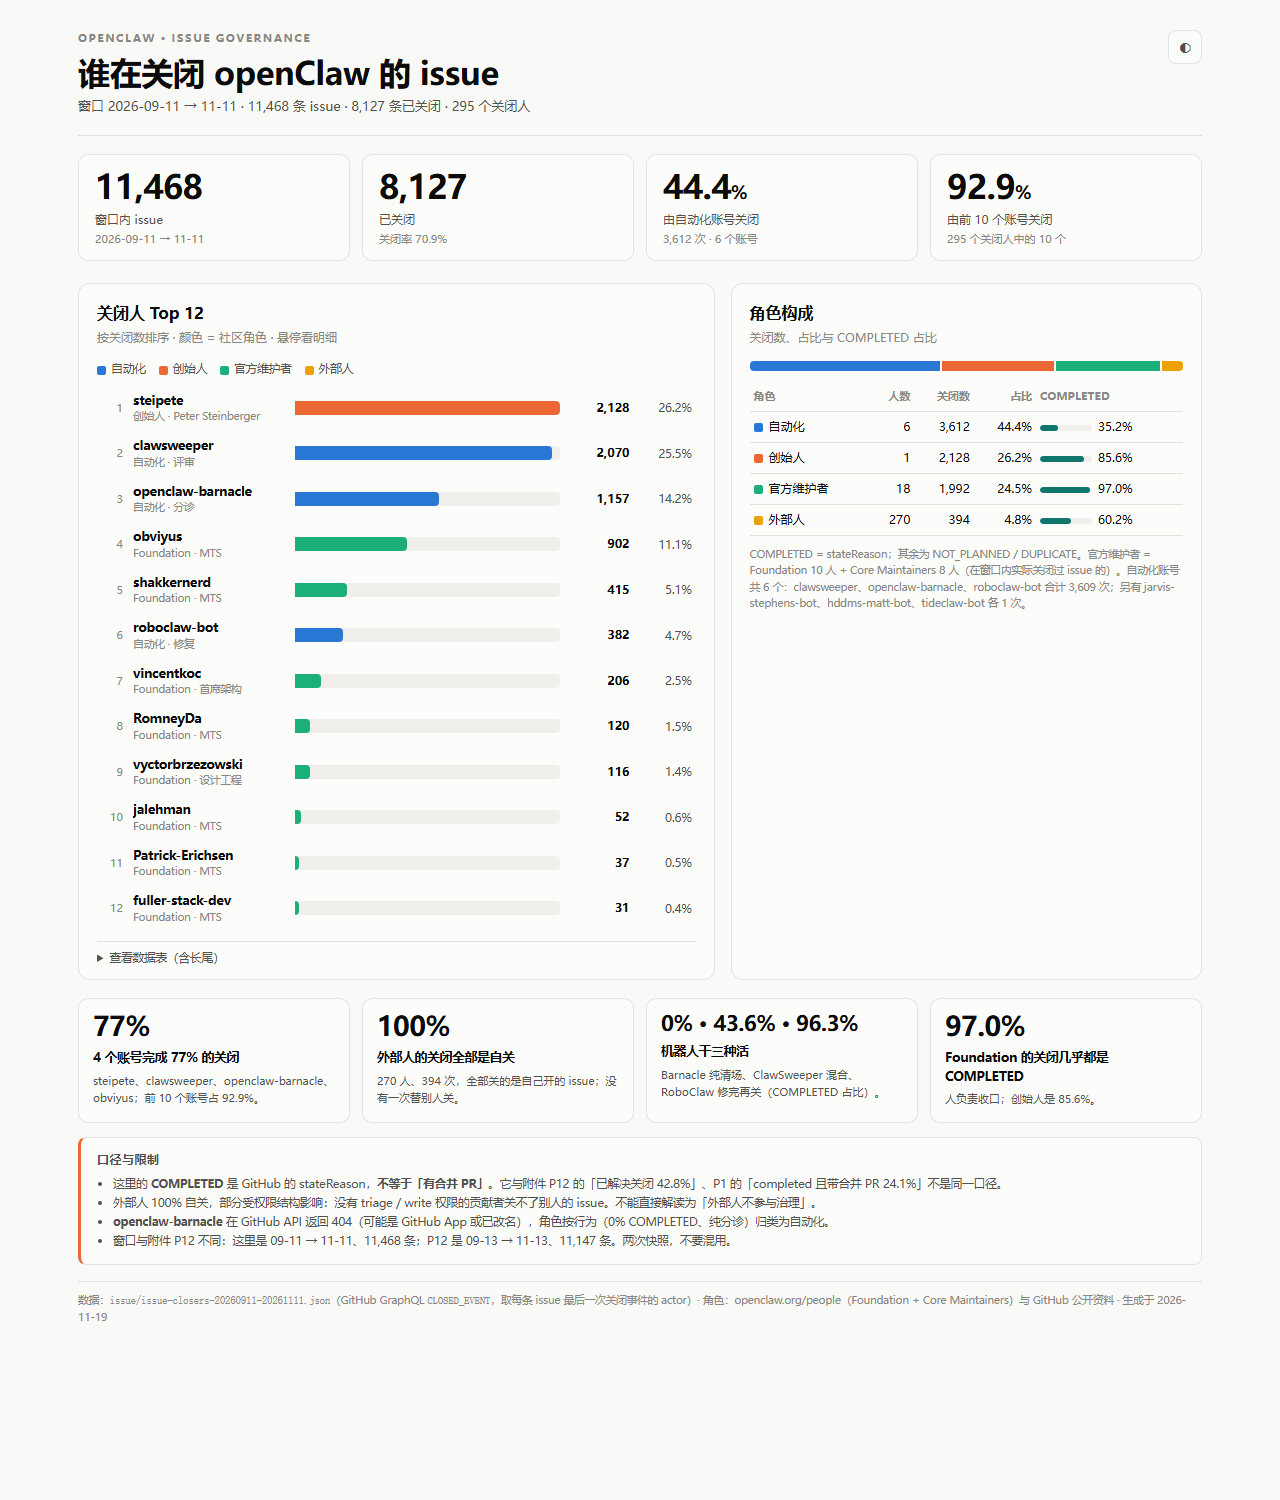 OPENCLAW • ISSUE GOVERNANCE
谁在关闭 openClaw 的 issue
窗口 2026-09-11 → 11-11 · 11,468 条 issue · 8,127 条已关闭 · 295 个关闭人
11,468
窗口内 issue
2026-09-11 → 11-11
8,127
已关闭
关闭率 70.9%
44.4%
由自动化账号关闭
3,612 次 · 6 个账号
92.9%
由前 10 个账号关闭
295 个关闭人中的 10 个
关闭人 Top 12
按关闭数排序 · 颜色 = 社区角色 · 悬停看明细
自动化 创始人 官方维护者 外部人
1 steipete 2,128 26.2%
创始人 · Peter Steinberger
2 clawsweeper 2,070 25.5%
自动化 · 评审
3 openclaw-barnacle 1,157 14.2%
自动化 · 分诊
4 obviyus 902 11.1%
Foundation · MTS
5 shakkernerd 415 5.1%
Foundation · MTS
6 roboclaw-bot 382 4.7%
自动化 · 修复
7 vincentkoc 206 2.5%
Foundation · 首席架构
8 RomneyDa 120 1.5%
Foundation · MTS
9 vyctorbrzezowski 116 1.4%
Foundation · 设计工程
10 jalehman 52 0.6%
Foundation · MTS
11 Patrick-Erichsen 37 0.5%
Foundation · MTS
12 fuller-stack-dev 31 0.4%
Foundation · MTS
▶ 查看数据表（含长尾）
角色构成
关闭数、占比与 COMPLETED 占比
角色 人数 关闭数 占比 COMPLETED
自动化 6 3,612 44.4% 35.2%
创始人 1 2,128 26.2% 85.6%
官方维护者 18 1,992 24.5% 97.0%
外部人 270 394 4.8% 60.2%
COMPLETED = stateReason；其余为 NOT_PLANNED / DUPLICATE。官方维护者 =
Foundation 10 人 + Core Maintainers 8 人（在窗口内实际关闭过 issue 的）。自动化账号
共 6 个：clawsweeper、openclaw-barnacle、roboclaw-bot 合计 3,609 次；另有 jarvis-
stephens-bot、hddms-matt-bot、tideclaw-bot 各 1 次。
77%
4 个账号完成 77% 的关闭
steipete、clawsweeper、openclaw-barnacle、
obviyus；前 10 个账号占 92.9%。
100%
外部人的关闭全部是自关
270 人、394 次，全部关的是自己开的 issue；没
有一次替别人关。
0% • 43.6% • 96.3%
机器人干三种活
Barnacle 纯清场、ClawSweeper 混合、
RoboClaw 修完再关（COMPLETED 占比）。
97.0%
Foundation 的关闭几乎都是
COMPLETED
人负责收口；创始人是 85.6%。
口径与限制
• 这里的 COMPLETED 是 GitHub 的 stateReason，不等于「有合并 PR」。它与附件 P12 的「已解决关闭 42.8%」、P1 的「completed 且带合并 PR 24.1%」不是同一口径。
• 外部人 100% 自关，部分受权限结构影响：没有 triage / write 权限的贡献者关不了别人的 issue。不能直接解读为「外部人不参与治理」。
• openclaw-barnacle 在 GitHub API 返回 404（可能是 GitHub App 或已改名），角色按行为（0% COMPLETED、纯分诊）归类为自动化。
• 窗口与附件 P12 不同：这里是 09-11 → 11-11、11,468 条；P12 是 09-13 → 11-13、11,147 条。两次快照，不要混用。
数据：issue/issue-closers-20260911-20261111.json（GitHub GraphQL CLOSED_EVENT，取每条 issue 最后一次关闭事件的 actor）· 角色：openclaw.org/people（Foundation + Core Maintainers）与 GitHub 公开资料 · 生成于 2026-
11-19